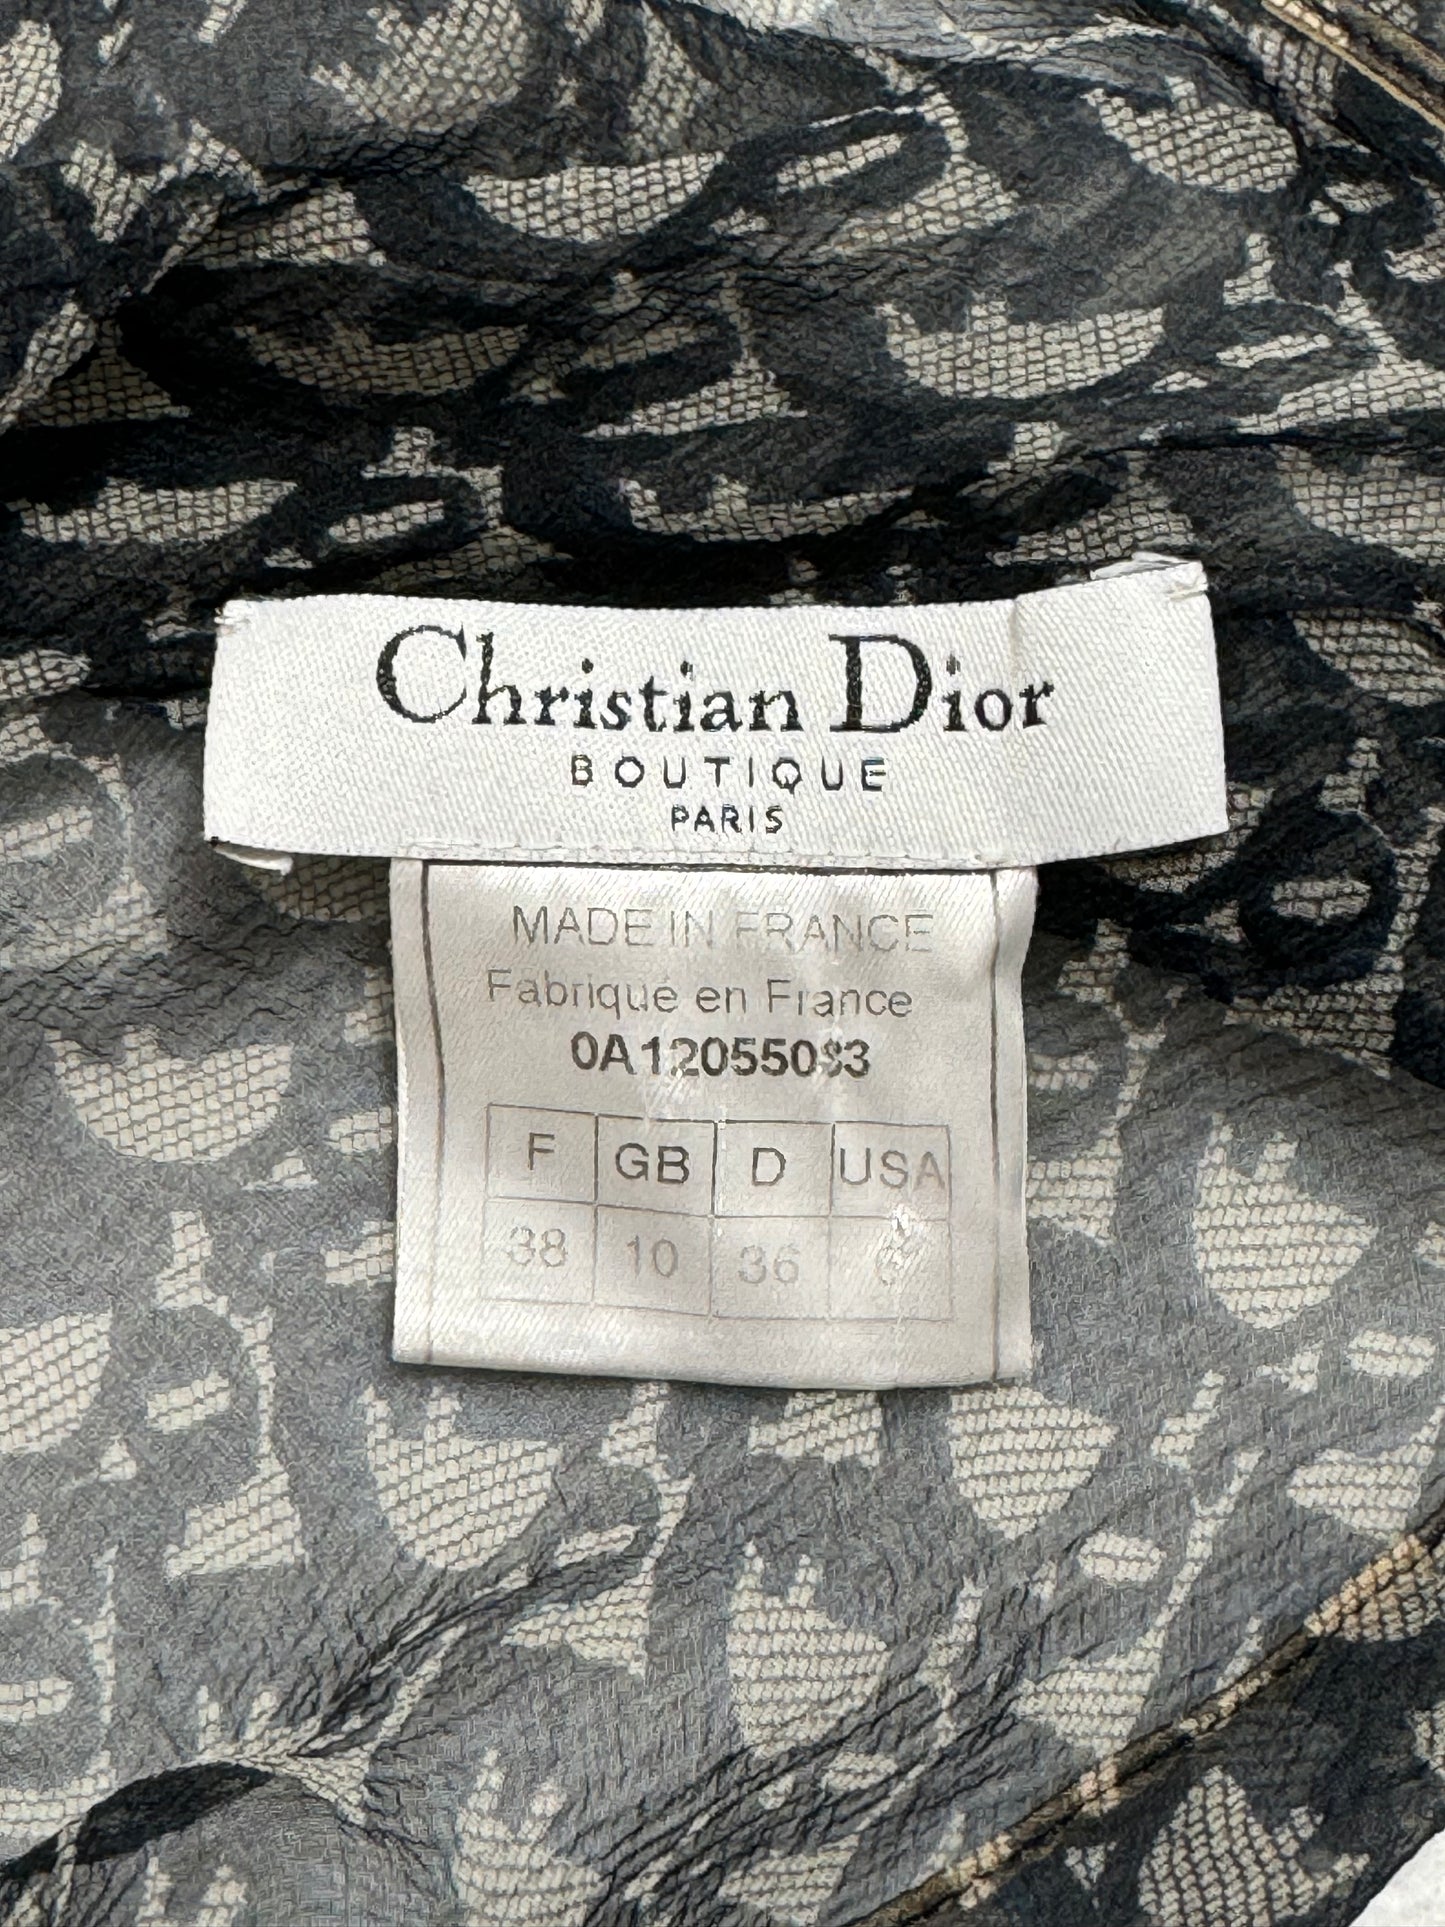 Christian Dior
BOUTIQUE
PARIS
MADE IN FRANCE
Fabriqué en France
F GB D USA
38 10 36